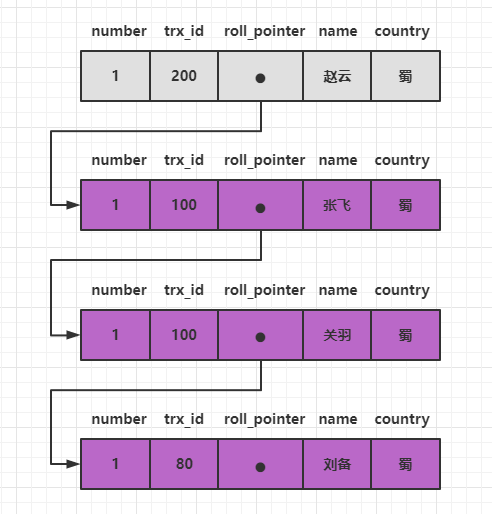 number trx_id roll_pointer name country
1 200 赵云 蜀
number trx_id roll_pointer name country
1 100 张飞 蜀
number trx_id roll_pointer name country
1 100 关羽 蜀
number trx_id roll_pointer name country
1 80 刘备 蜀